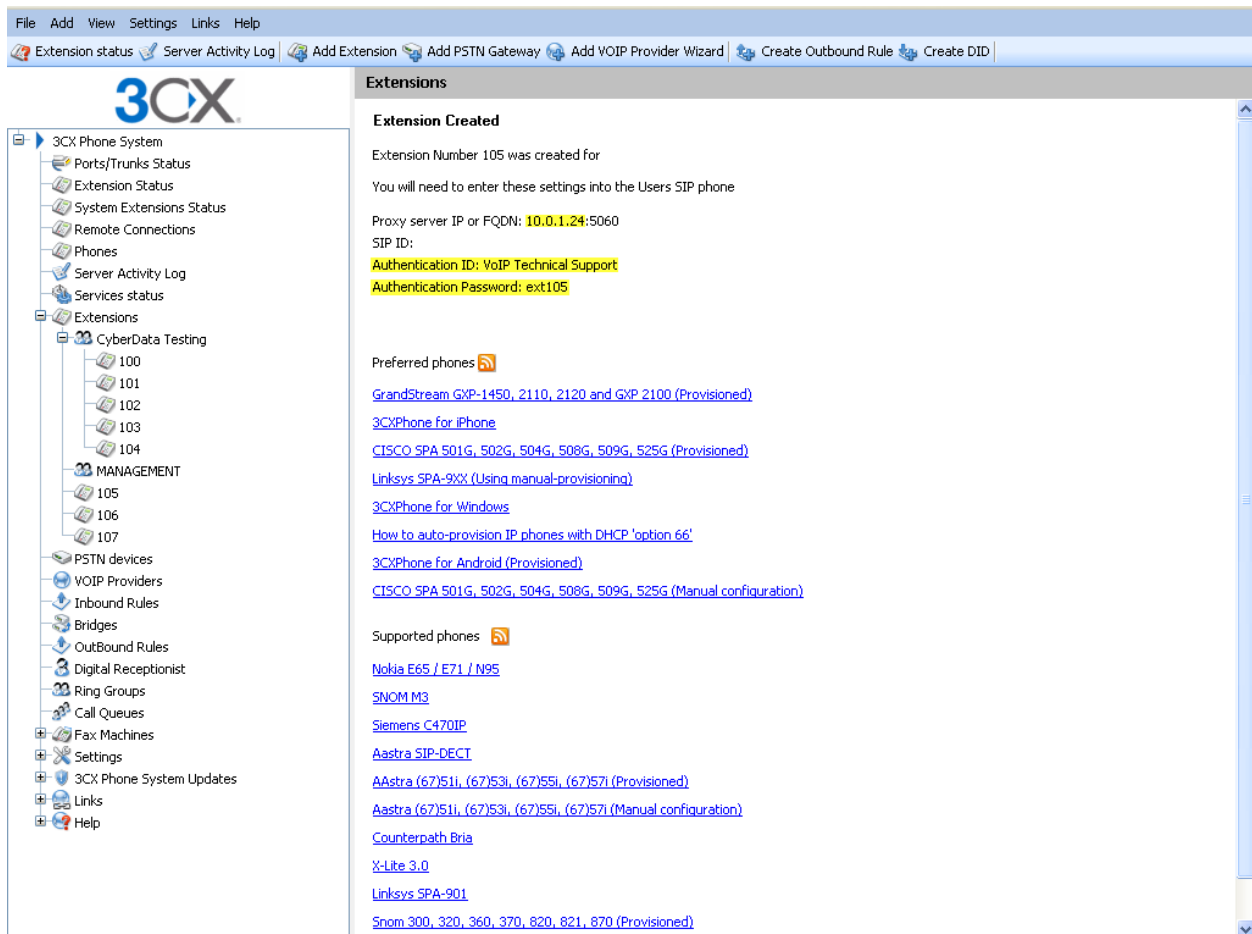 File Add View Settings Links Help
Extension status Server Activity Log Add Extension Add PSTN Gateway Add VOIP Provider Wizard Create Outbound Rule Create DID
3CX.
3CX Phone System
Ports/Trunks Status
Extension Status
System Extensions Status
Remote Connections
Phones
Server Activity Log
Services status
Extensions
CyberData Testing
100
101
102
103
104
MANAGEMENT
105
106
107
PSTN devices
VOIP Providers
Inbound Rules
Bridges
OutBound Rules
Digital Receptionist
Ring Groups
Call Queues
Fax Machines
Settings
3CX Phone System Updates
Links
Help
Extensions
Extension Created
Extension Number 105 was created for
You will need to enter these settings into the Users SIP phone
Proxy server IP or FQDN: 10.0.1.24:5060
SIP ID:
Authentication ID: VoIP Technical Support
Authentication Password: ext105
Preferred phones
GrandStream GXP-1450, 2110, 2120 and GXP 2100 (Provisioned)
3CXPhone for iPhone
CISCO SPA 501G, 502G, 504G, 508G, 509G, 525G (Provisioned)
Linksys SPA-9XX (Using manual-provisioning)
3CXPhone for Windows
How to auto-provision IP phones with DHCP 'option 66'
3CXPhone for Android (Provisioned)
CISCO SPA 501G, 502G, 504G, 508G, 509G, 525G (Manual configuration)
Supported phones
Nokia E65 / E71 / N95
SNOM M3
Siemens C470IP
Aastra SIP-DECT
AAstra (67)51i, (67)53i, (67)55i, (67)57i (Provisioned)
Aastra (67)51i, (67)53i, (67)55i, (67)57i (Manual configuration)
Counterpath Bria
X-Lite 3.0
Linksys SPA-901
Snom 300, 320, 360, 370, 820, 821, 870 (Provisioned)